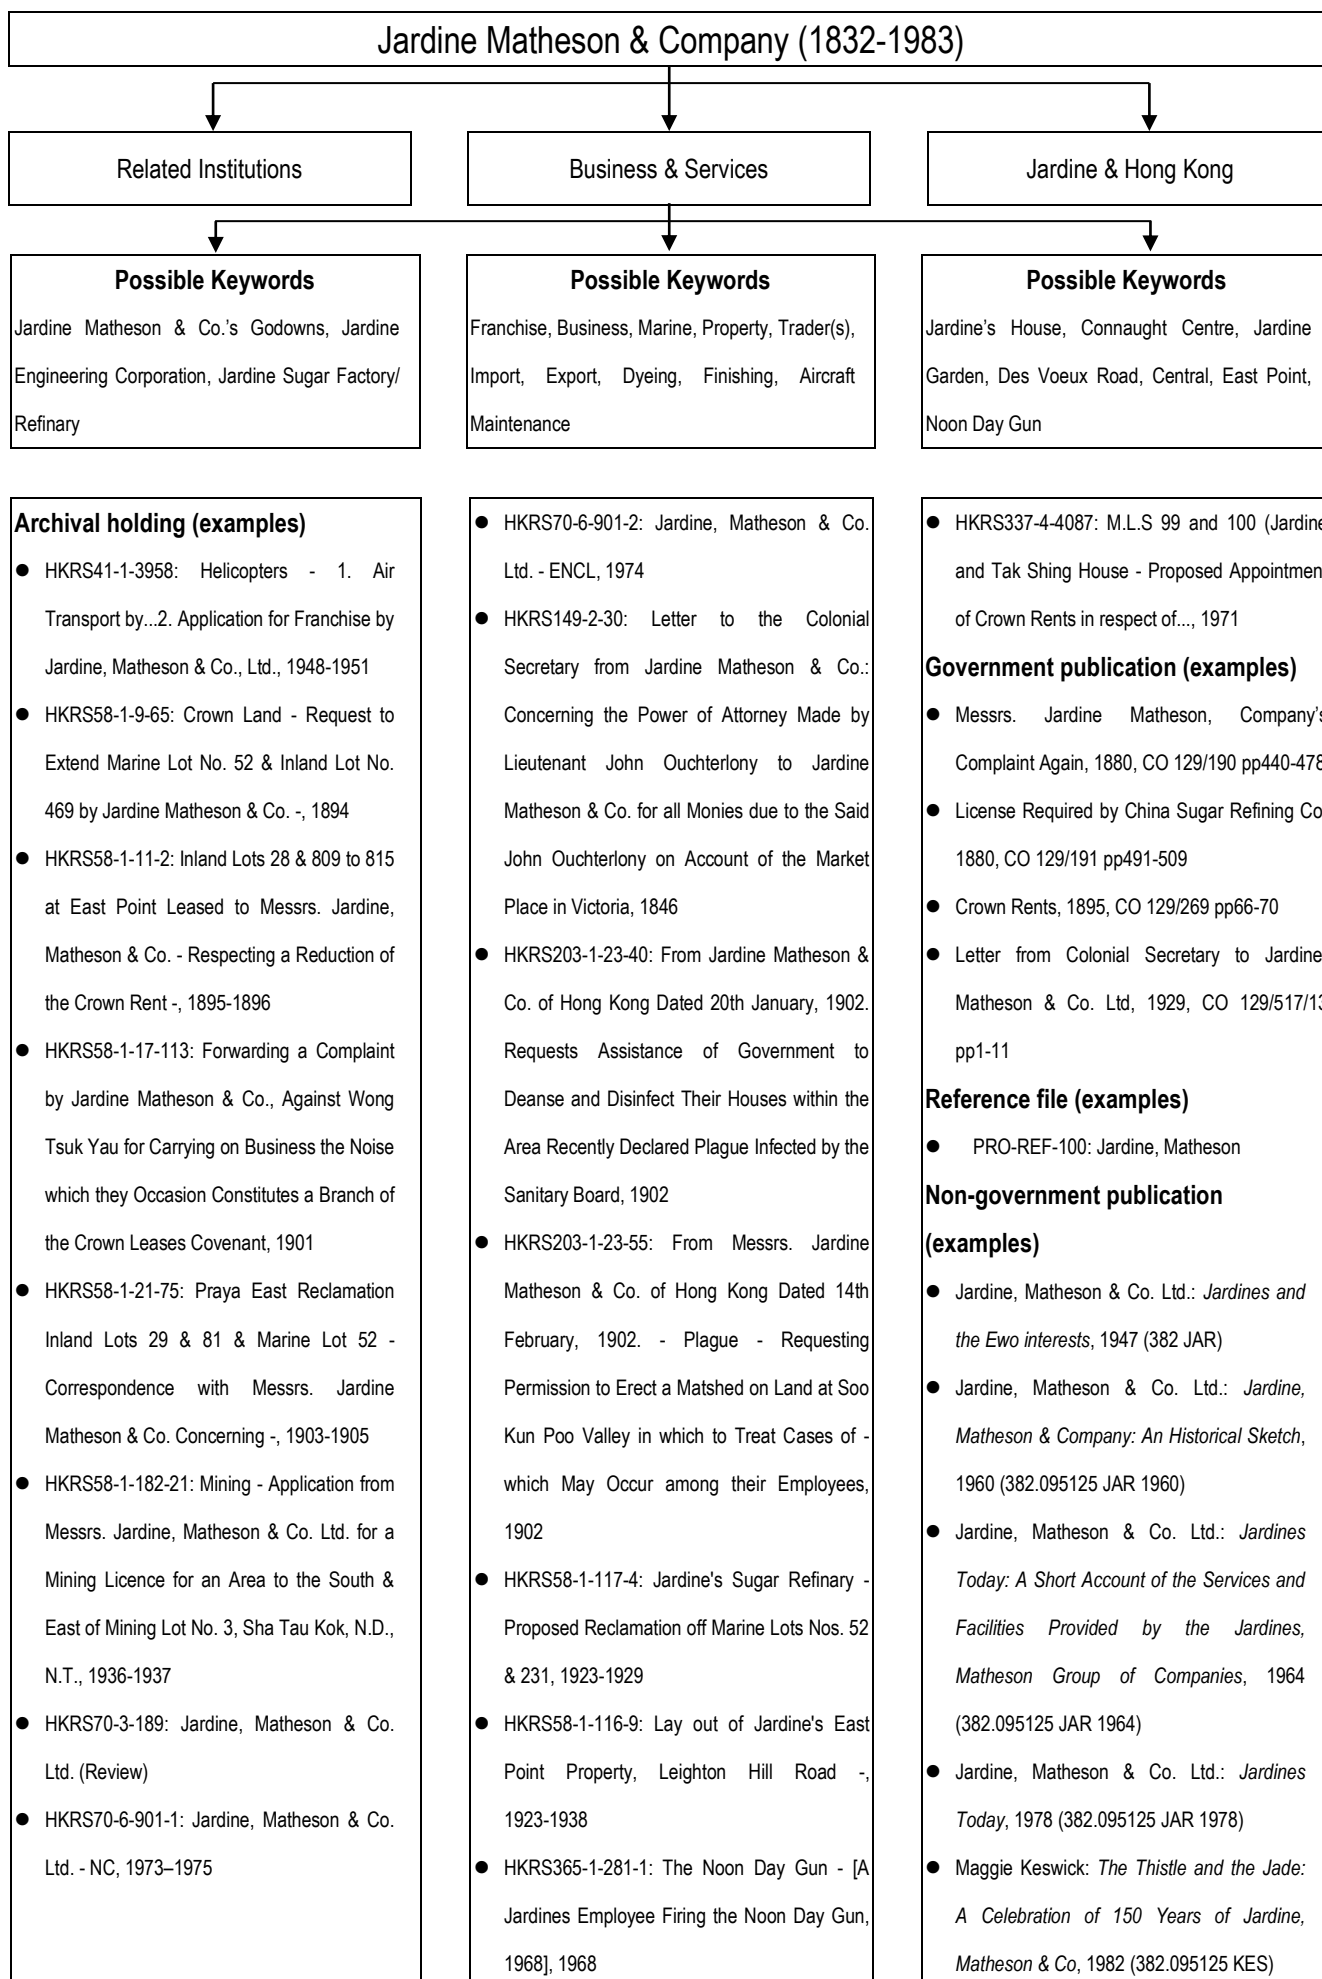 Jardine Matheson & Company (1832-1983)
Related Institutions
Business & Services
Jardine & Hong Kong
Possible Keywords
Jardine Matheson & Co.'s Godowns, Jardine
Engineering Corporation, Jardine Sugar Factory/
Refinary
Possible Keywords
Franchise, Business, Marine, Property, Trader(s),
Import, Export, Dyeing, Finishing, Aircraft
Maintenance
Possible Keywords
Jardine's House, Connaught Centre, Jardine
Garden, Des Voeux Road, Central, East Point,
Noon Day Gun
Archival holding (examples)
● HKRS41-1-3958: Helicopters - 1. Air
Transport by...2. Application for Franchise by
Jardine, Matheson & Co., Ltd., 1948-1951
● HKRS58-1-9-65: Crown Land - Request to
Extend Marine Lot No. 52 & Inland Lot No.
469 by Jardine Matheson & Co. -, 1894
● HKRS58-1-11-2: Inland Lots 28 & 809 to 815
at East Point Leased to Messrs. Jardine,
Matheson & Co. - Respecting a Reduction of
the Crown Rent -, 1895-1896
● HKRS58-1-17-113: Forwarding a Complaint
by Jardine Matheson & Co., Against Wong
Tsuk Yau for Carrying on Business the Noise
which they Occasion Constitutes a Branch of
the Crown Leases Covenant, 1901
● HKRS58-1-21-75: Praya East Reclamation
Inland Lots 29 & 81 & Marine Lot 52 -
Correspondence with Messrs. Jardine
Matheson & Co. Concerning -, 1903-1905
● HKRS58-1-182-21: Mining - Application from
Messrs. Jardine, Matheson & Co. Ltd. for a
Mining Licence for an Area to the South &
East of Mining Lot No. 3, Sha Tau Kok, N.D.,
N.T., 1936-1937
● HKRS70-3-189: Jardine, Matheson & Co.
Ltd. (Review)
● HKRS70-6-901-1: Jardine, Matheson & Co.
Ltd. - NC, 1973–1975
● HKRS70-6-901-2: Jardine, Matheson & Co.
Ltd. - ENCL, 1974
● HKRS149-2-30: Letter to the Colonial
Secretary from Jardine Matheson & Co.:
Concerning the Power of Attorney Made by
Lieutenant John Ouchterlony to Jardine
Matheson & Co. for all Monies due to the Said
John Ouchterlony on Account of the Market
Place in Victoria, 1846
● HKRS203-1-23-40: From Jardine Matheson &
Co. of Hong Kong Dated 20th January, 1902.
Requests Assistance of Government to
Deanse and Disinfect Their Houses within the
Area Recently Declared Plague Infected by the
Sanitary Board, 1902
● HKRS203-1-23-55: From Messrs. Jardine
Matheson & Co. of Hong Kong Dated 14th
February, 1902. - Plague - Requesting
Permission to Erect a Matshed on Land at Soo
Kun Poo Valley in which to Treat Cases of -
which May Occur among their Employees,
1902
● HKRS58-1-117-4: Jardine's Sugar Refinary -
Proposed Reclamation off Marine Lots Nos. 52
& 231, 1923-1929
● HKRS58-1-116-9: Lay out of Jardine's East
Point Property, Leighton Hill Road -,
1923-1938
● HKRS365-1-281-1: The Noon Day Gun - [A
Jardines Employee Firing the Noon Day Gun,
1968], 1968
● HKRS337-4-4087: M.L.S 99 and 100 (Jardine
and Tak Shing House - Proposed Appointmen
of Crown Rents in respect of..., 1971
Government publication (examples)
● Messrs. Jardine Matheson, Company's
Complaint Again, 1880, CO 129/190 pp440-478
● License Required by China Sugar Refining Co
1880, CO 129/191 pp491-509
● Crown Rents, 1895, CO 129/269 pp66-70
● Letter from Colonial Secretary to Jardine
Matheson & Co. Ltd, 1929, CO 129/517/13
pp1-11
Reference file (examples)
● PRO-REF-100: Jardine, Matheson
Non-government publication
(examples)
● Jardine, Matheson & Co. Ltd.: Jardines and
the Ewo interests, 1947 (382 JAR)
● Jardine, Matheson & Co. Ltd.: Jardine,
Matheson & Company: An Historical Sketch,
1960 (382.095125 JAR 1960)
● Jardine, Matheson & Co. Ltd.: Jardines
Today: A Short Account of the Services and
Facilities Provided by the Jardines,
Matheson Group of Companies, 1964
(382.095125 JAR 1964)
● Jardine, Matheson & Co. Ltd.: Jardines
Today, 1978 (382.095125 JAR 1978)
● Maggie Keswick: The Thistle and the Jade:
A Celebration of 150 Years of Jardine,
Matheson & Co, 1982 (382.095125 KES)